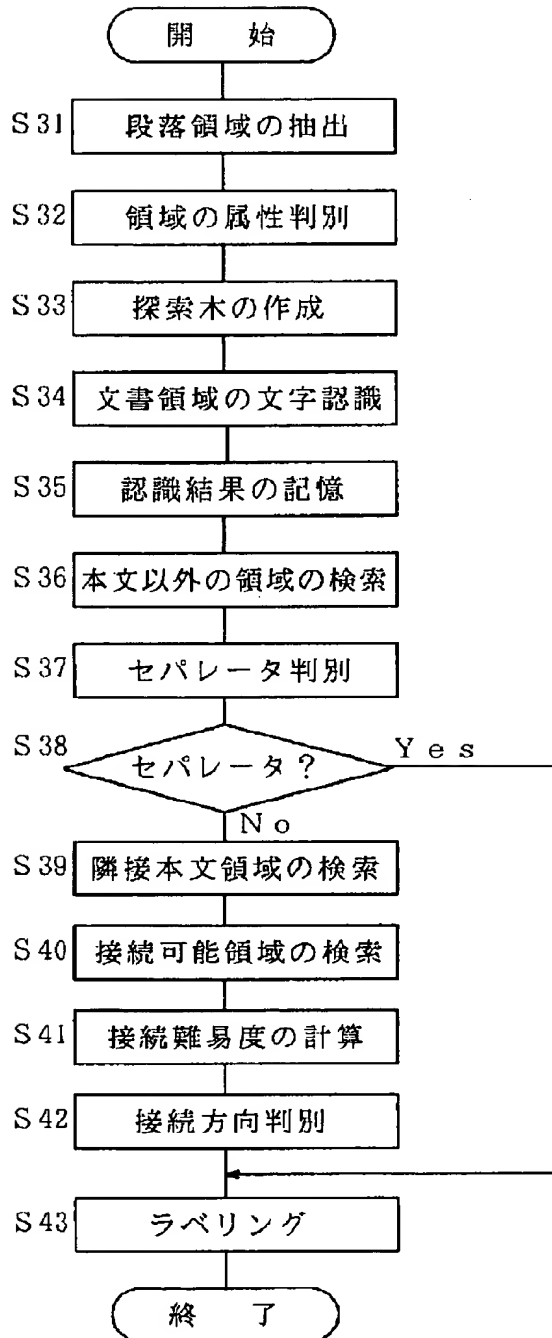 開 始
S31 段落領域の抽出
S32 領域の属性判別
S33 探索木の作成
S34 文書領域の文字認識
S35 認識結果の記憶
S36 本文以外の領域の検索
S37 セパレータ判別
S38 セパレータ? Yes
No
S39 隣接本文領域の検索
S40 接続可能領域の検索
S41 接続難易度の計算
S42 接続方向判別
S43 ラベリング
終 了